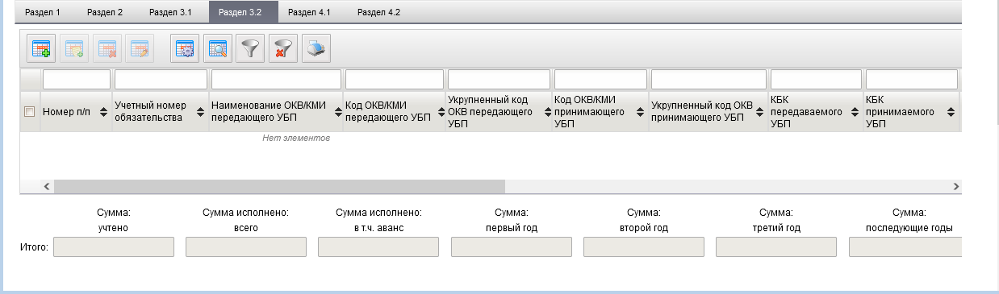 Раздел 1 Раздел 2 Раздел 3.1 Раздел 3.2 Раздел 4.1 Раздел 4.2
Номер п/п
Учетный номер
обязательства
Наименование ОКВ/КМИ
передающего УБП
Код ОКВ/КМИ
передающего УБП
Укрупненный код
ОКВ передающего
УБП
Код ОКВ/КМИ
принимающего
УБП
Укрупненный код ОКВ
принимающего УБП
КБК
передаваемого
УБП
КБК
принимаемого
УБП
Нет элементов
Сумма: Сумма исполнено: Сумма исполнено: Сумма: Сумма: Сумма: Сумма:
учтено всего в т.ч. аванс первый год второй год третий год последующие годы
Итого: